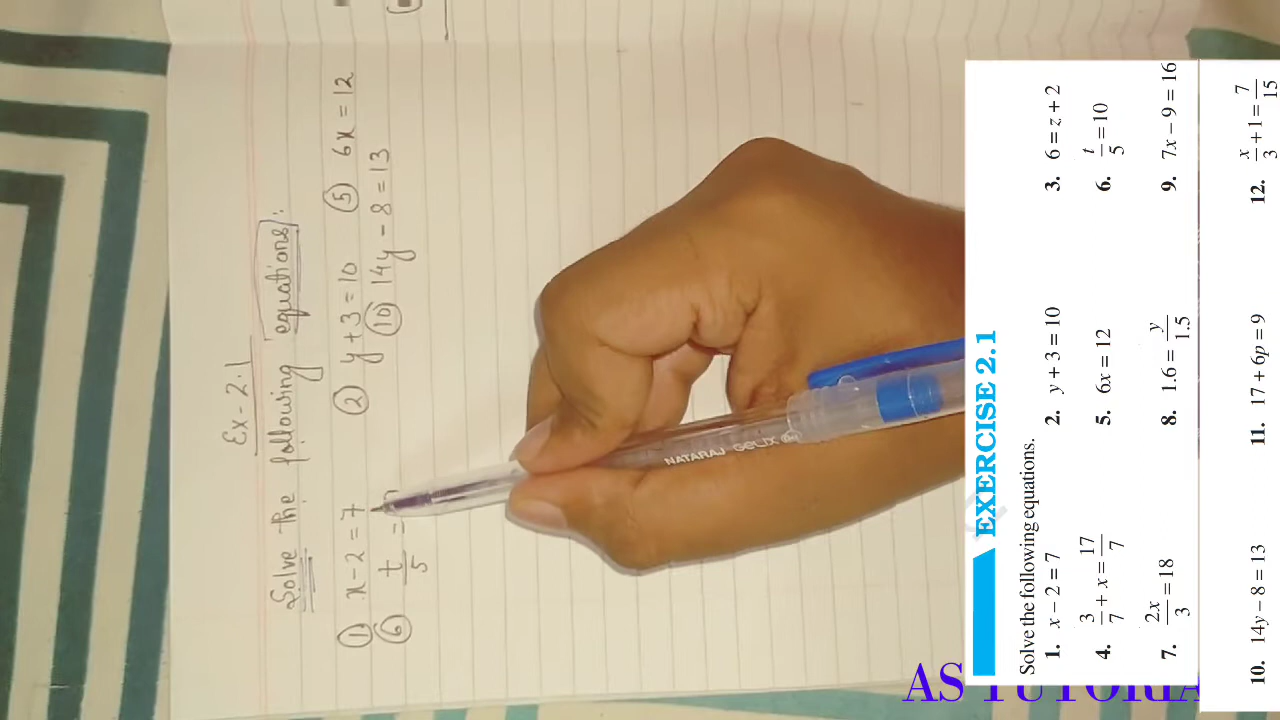 Ex-2.1
Solve the following equations:
① x-2=7 ② y+3=10 ⑤ 6x=12
⑥ t/5 = ⑩ 14y-8=13
NATARAJ GELIX
EXERCISE 2.1
Solve the following equations.
1. x – 2 = 7 2. y + 3 = 10 3. 6 = z + 2
4. 3/7 + x = 17/7 5. 6x = 12 6. t/5 = 10
7. 2x/3 = 18 8. 1.6 = y/1.5 9. 7x – 9 = 16
10. 14y – 8 = 13 11. 17 + 6p = 9 12. x/3 + 1 = 7/15
AS